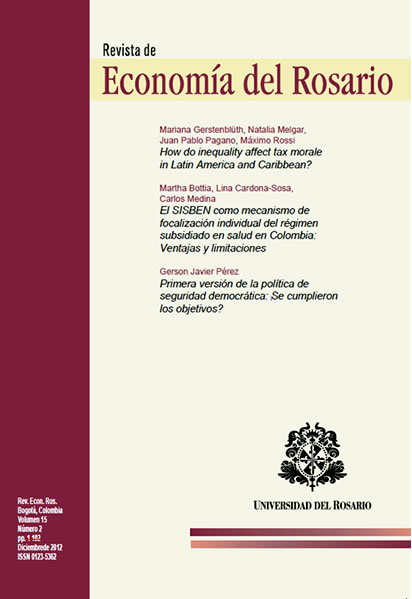 Revista de
Economía del Rosario
Mariana Gerstenblüth, Natalia Melgar,
Juan Pablo Pagano, Máximo Rossi
How do inequality affect tax morale
in Latin America and Caribbean?
Martha Bottia, Lina Cardona-Sosa,
Carlos Medina
El SISBEN como mecanismo de
focalización individual del régimen
subsidiado en salud en Colombia:
Ventajas y limitaciones
Gerson Javier Pérez
Primera versión de la política de
seguridad democrática: ¿Se cumplieron
los objetivos?
UNIVERSIDAD DEL ROSARIO
Rev. Econ. Ros.
Bogotá, Colombia
Volumen 15
Número 2
pp.
Diciembrede 2012
ISSN 0123-5362